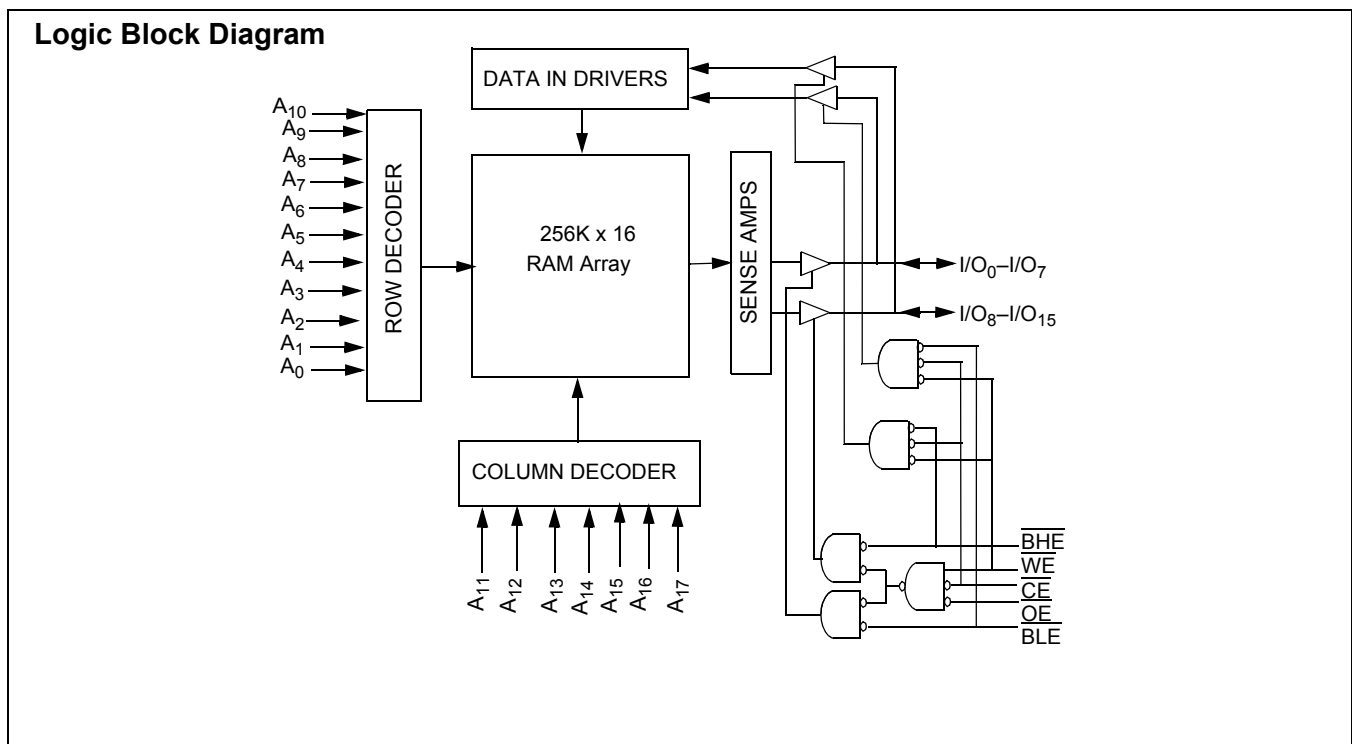 Logic Block Diagram
DATA IN DRIVERS
A10
A9
A8
A7
A6
A5
A4
A3
A2
A1
A0
ROW DECODER
256K x 16
RAM Array
SENSE AMPS
I/O0–I/O7
I/O8–I/O15
COLUMN DECODER
A11
A12
A13
A14
A15
A16
A17
BHE
WE
CE
OE
BLE